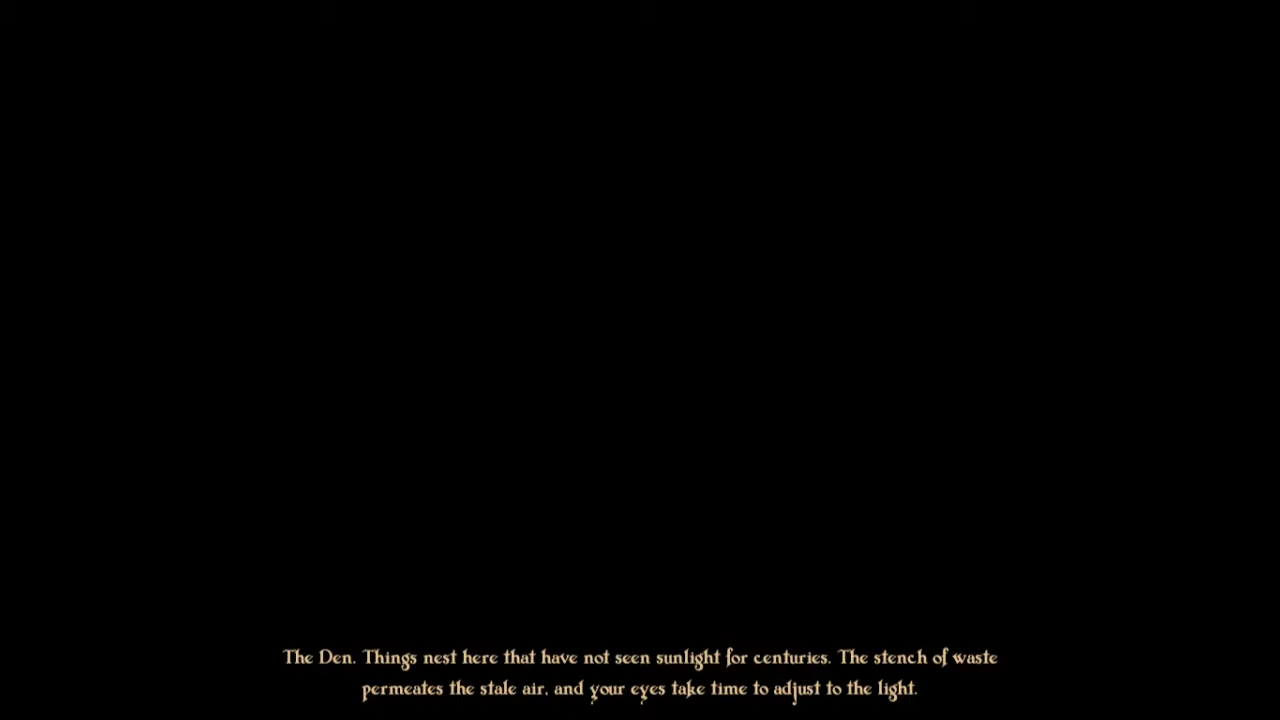 The Den. Things nest here that have not seen sunlight for centuries. The stench of waste
permeates the stale air, and your eyes take time to adjust to the light.